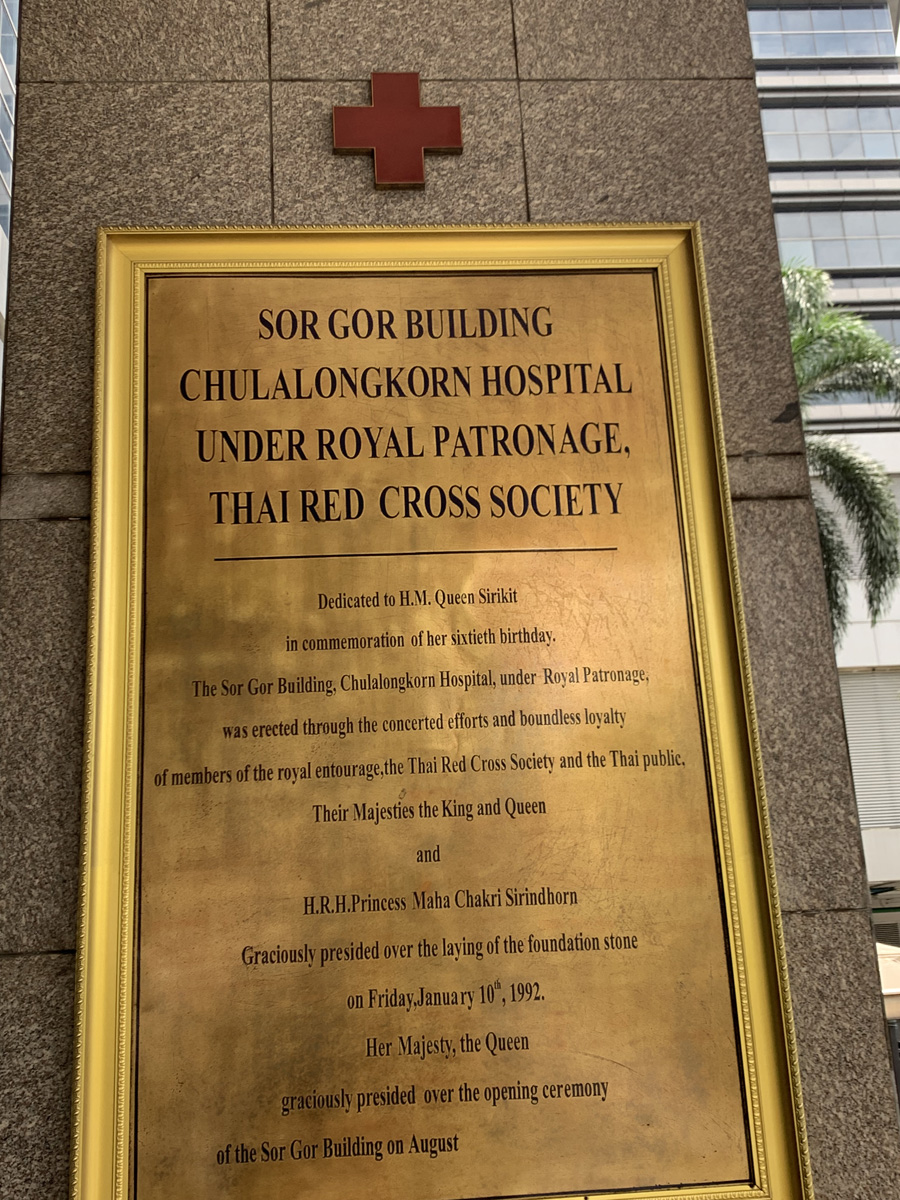 SOR GOR BUILDING
CHULALONGKORN HOSPITAL
UNDER ROYAL PATRONAGE,
THAI RED CROSS SOCIETY
Dedicated to H.M. Queen Sirikit
in commemoration of her sixtieth birthday.
The Sor Gor Building, Chulalongkorn Hospital, under Royal Patronage,
was erected through the concerted efforts and boundless loyalty
of members of the royal entourage,the Thai Red Cross Society and the Thai public.
Their Majesties the King and Queen
and
H.R.H.Princess Maha Chakri Sirindhorn
Graciously presided over the laying of the foundation stone
on Friday,January 10th, 1992.
Her Majesty, the Queen
graciously presided over the opening ceremony
of the Sor Gor Building on August